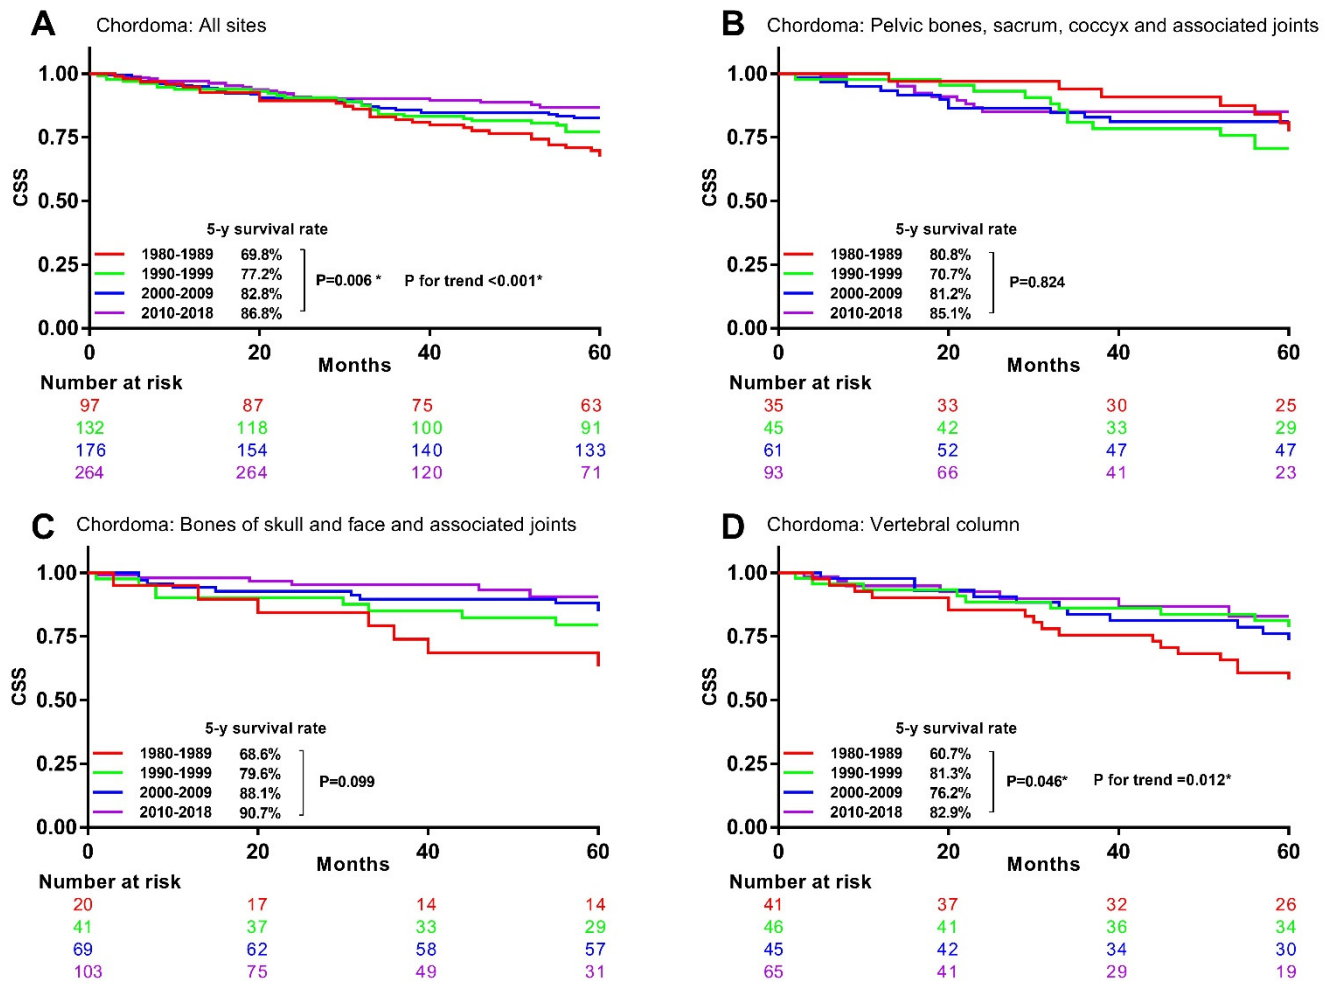 A Chordoma: All sites
CSS
1.00
0.75
0.50
0.25
0.00
5-y survival rate
1980-1989 69.8%
1990-1999 77.2%
2000-2009 82.8%
2010-2018 86.8%
P=0.006 * P for trend <0.001*
0 20 40 60
Months
Number at risk
97 87 75 63
132 118 100 91
176 154 140 133
264 264 120 71
B Chordoma: Pelvic bones, sacrum, coccyx and associated joints
CSS
1.00
0.75
0.50
0.25
0.00
5-y survival rate
1980-1989 80.8%
1990-1999 70.7%
2000-2009 81.2%
2010-2018 85.1%
P=0.824
0 20 40 60
Months
Number at risk
35 33 30 25
45 42 33 29
61 52 47 47
93 66 41 23
C Chordoma: Bones of skull and face and associated joints
CSS
1.00
0.75
0.50
0.25
0.00
5-y survival rate
1980-1989 68.6%
1990-1999 79.6%
2000-2009 88.1%
2010-2018 90.7%
P=0.099
0 20 40 60
Months
Number at risk
20 17 14 14
41 37 33 29
69 62 58 57
103 75 49 31
D Chordoma: Vertebral column
CSS
1.00
0.75
0.50
0.25
0.00
5-y survival rate
1980-1989 60.7%
1990-1999 81.3%
2000-2009 76.2%
2010-2018 82.9%
P=0.046* P for trend =0.012*
0 20 40 60
Months
Number at risk
41 37 32 26
46 41 36 34
45 42 34 30
65 41 29 19